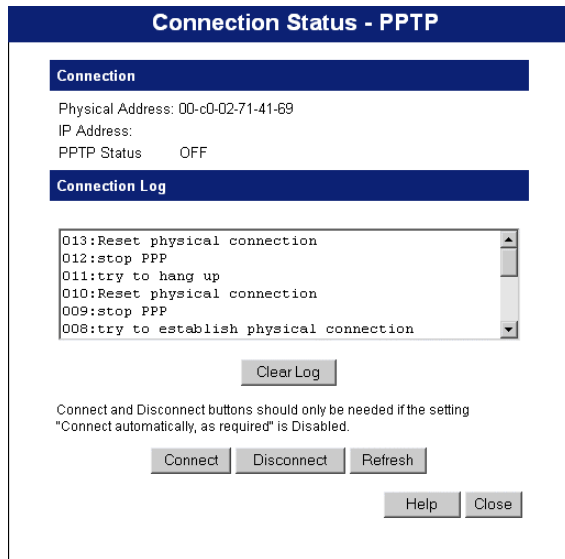 Connection Status - PPTP
Connection
Physical Address: 00-c0-02-71-41-69
IP Address:
PPTP Status OFF
Connection Log
013:Reset physical connection
012:stop PPP
011:try to hang up
010:Reset physical connection
009:stop PPP
008:try to establish physical connection
Clear Log
Connect and Disconnect buttons should only be needed if the setting
"Connect automatically, as required" is Disabled.
Connect Disconnect Refresh
Help Close